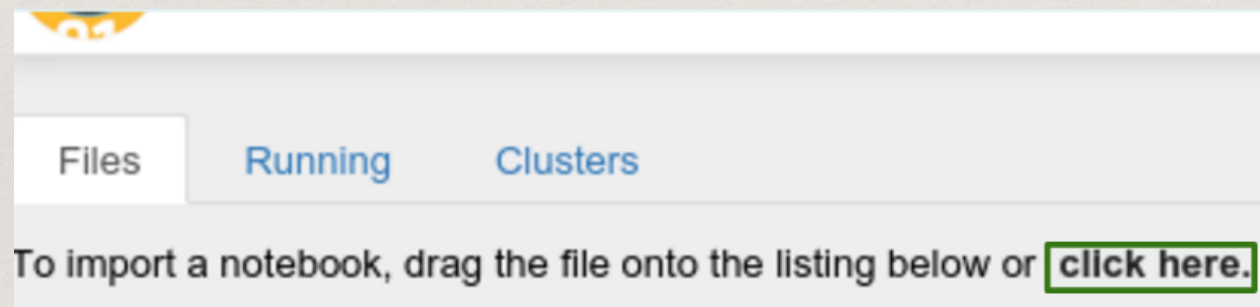 Files Running Clusters
To import a notebook, drag the file onto the listing below or click here.